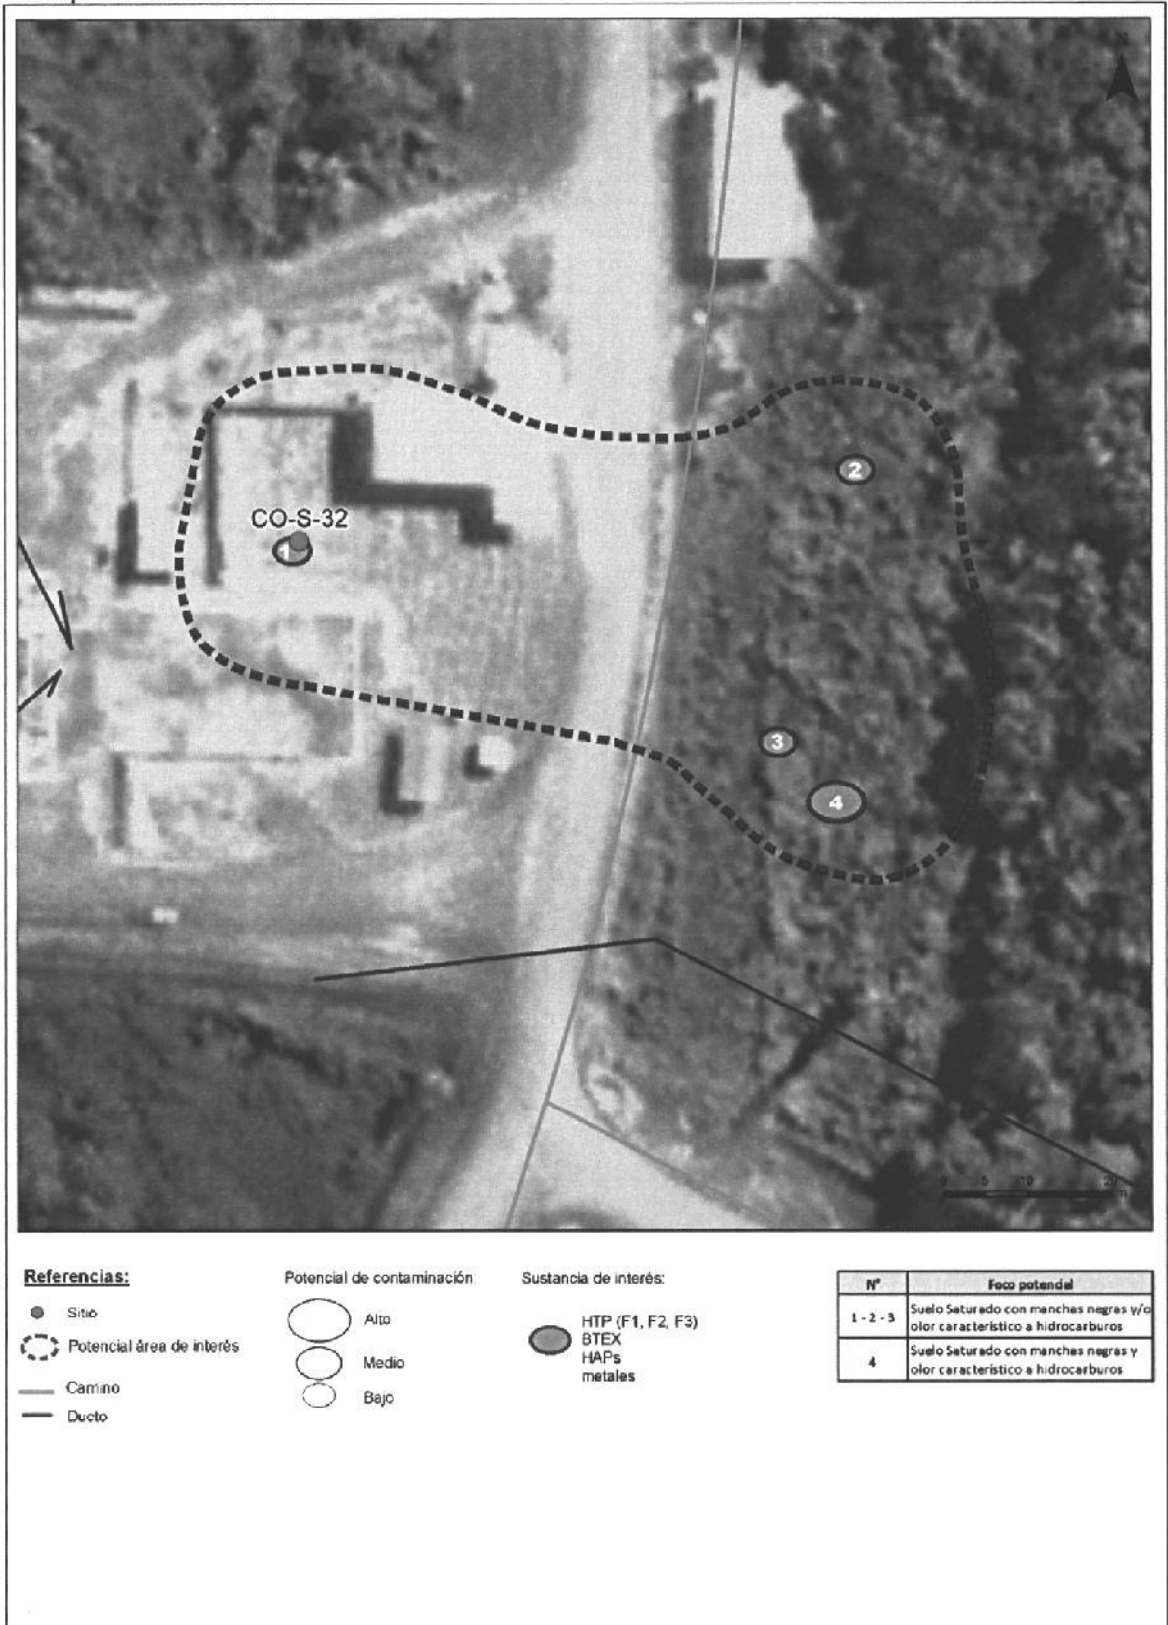 N
2
CO-S-32
1
3
4
0 5 10 20
m
Referencias:
Sitio
Potencial área de interés
Camino
Ducto
Potencial de contaminación
Alto
Medio
Bajo
Sustancia de interés:
HTP (F1, F2, F3)
BTEX
HAPs
metales
N° Foco potencial
1 - 2 - 3 Suelo Saturado con manchas negras y/o
olor característico a hidrocarburos
4 Suelo Saturado con manchas negras y
olor característico a hidrocarburos